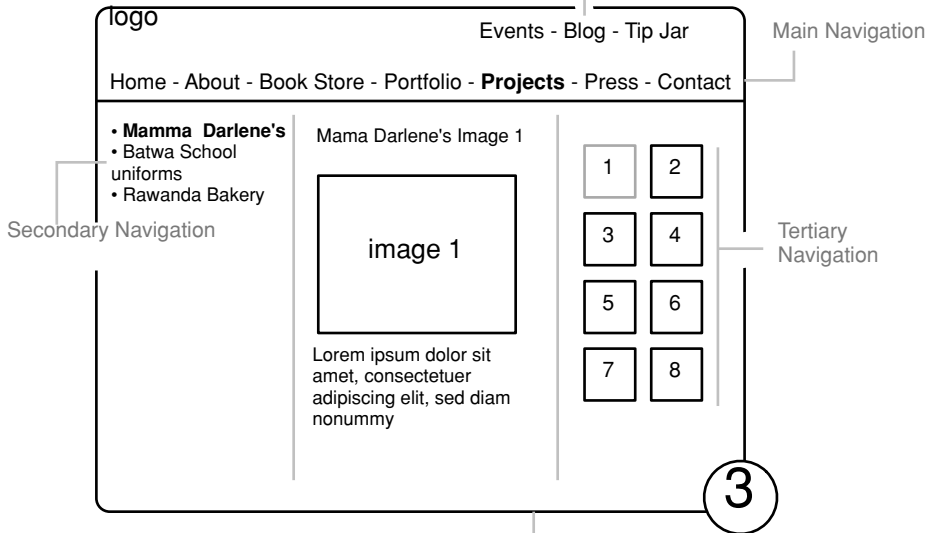 logo
Events - Blog - Tip Jar
Main Navigation
Home - About - Book Store - Portfolio - Projects - Press - Contact
• Mamma Darlene's
• Batwa School
uniforms
• Rawanda Bakery
Secondary Navigation
Mama Darlene's Image 1
image 1
Lorem ipsum dolor sit
amet, consectetuer
adipiscing elit, sed diam
nonummy
1 2
3 4
5 6
7 8
Tertiary
Navigation
3